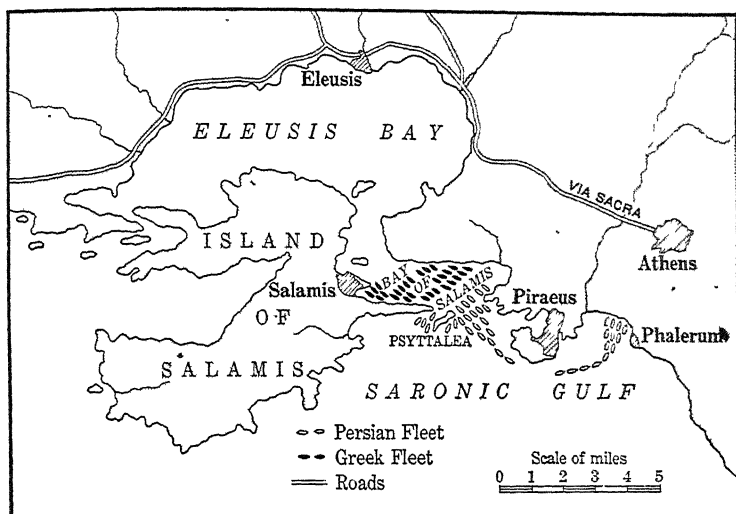 Eleusis
ELEUSIS BAY
VIA SACRA
ISLAND
Athens
BAY
OF
SALAMIS
Salamis
Piraeus
OF
PSYTTALEA
Phalerum
SALAMIS
SARONIC GULF
Persian Fleet
Greek Fleet
Roads
Scale of miles
0 1 2 3 4 5